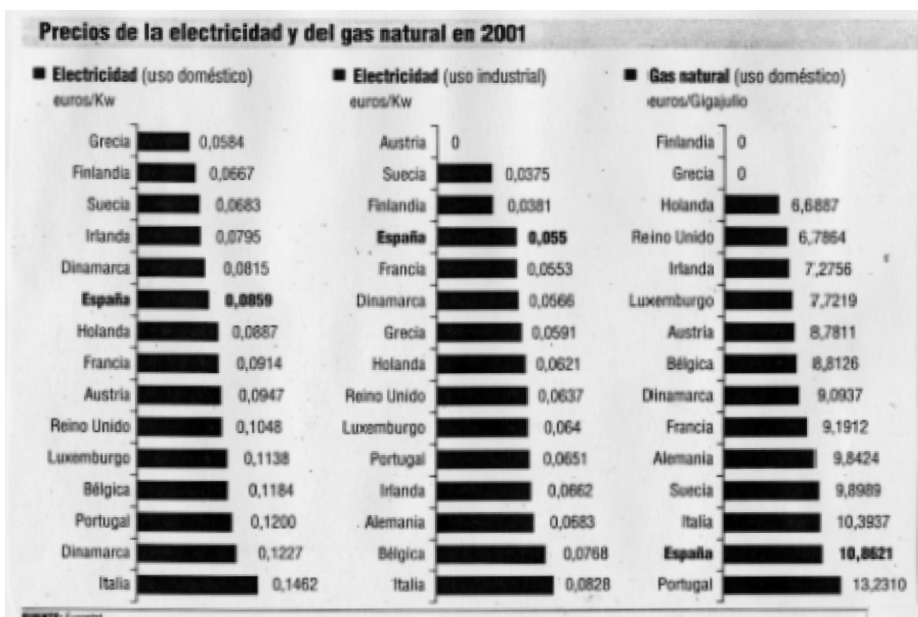 Precios de la electricidad y del gas natural en 2001
Electricidad (uso doméstico)
euros/Kw
Grecia 0,0584
Finlandia 0,0667
Suecia 0,0683
Irlanda 0,0795
Dinamarca 0,0815
España 0,0859
Holanda 0,0887
Francia 0,0914
Austria 0,0947
Reino Unido 0,1048
Luxemburgo 0,1138
Bélgica 0,1184
Portugal 0,1200
Dinamarca 0,1227
Italia 0,1462
Electricidad (uso industrial)
euros/Kw
Austria 0
Suecia 0,0375
Finlandia 0,0381
España 0,055
Francia 0,0553
Dinamarca 0,0566
Grecia 0,0591
Holanda 0,0621
Reino Unido 0,0637
Luxemburgo 0,064
Portugal 0,0651
Irlanda 0,0662
Alemania 0,0683
Bélgica 0,0768
Italia 0,0828
Gas natural (uso doméstico)
euros/Gigajulio
Finlandia 0
Grecia 0
Holanda 6,6887
Reino Unido 6,7864
Irlanda 7,2756
Luxemburgo 7,7219
Austria 8,7811
Bélgica 8,8126
Dinamarca 9,0937
Francia 9,1912
Alemania 9,8424
Suecia 9,8989
Italia 10,3937
España 10,8621
Portugal 13,2310